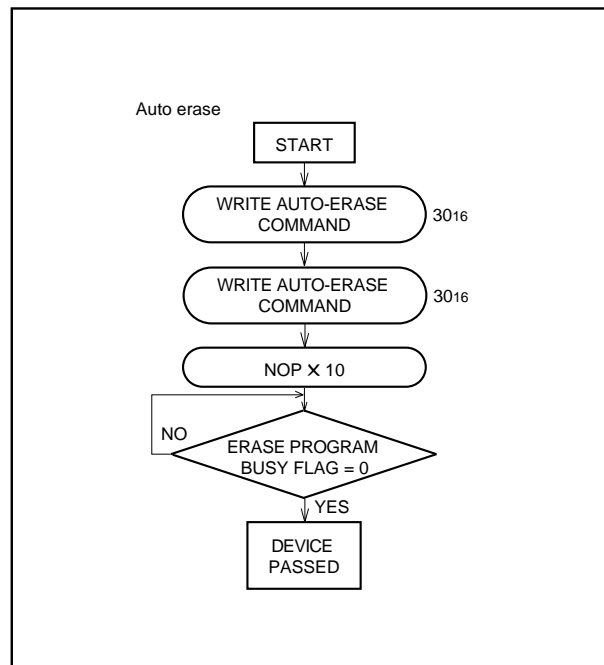 Auto erase
START
WRITE AUTO-ERASE
COMMAND
3016
WRITE AUTO-ERASE
COMMAND
3016
NOP × 10
NO
ERASE PROGRAM
BUSY FLAG = 0
YES
DEVICE
PASSED